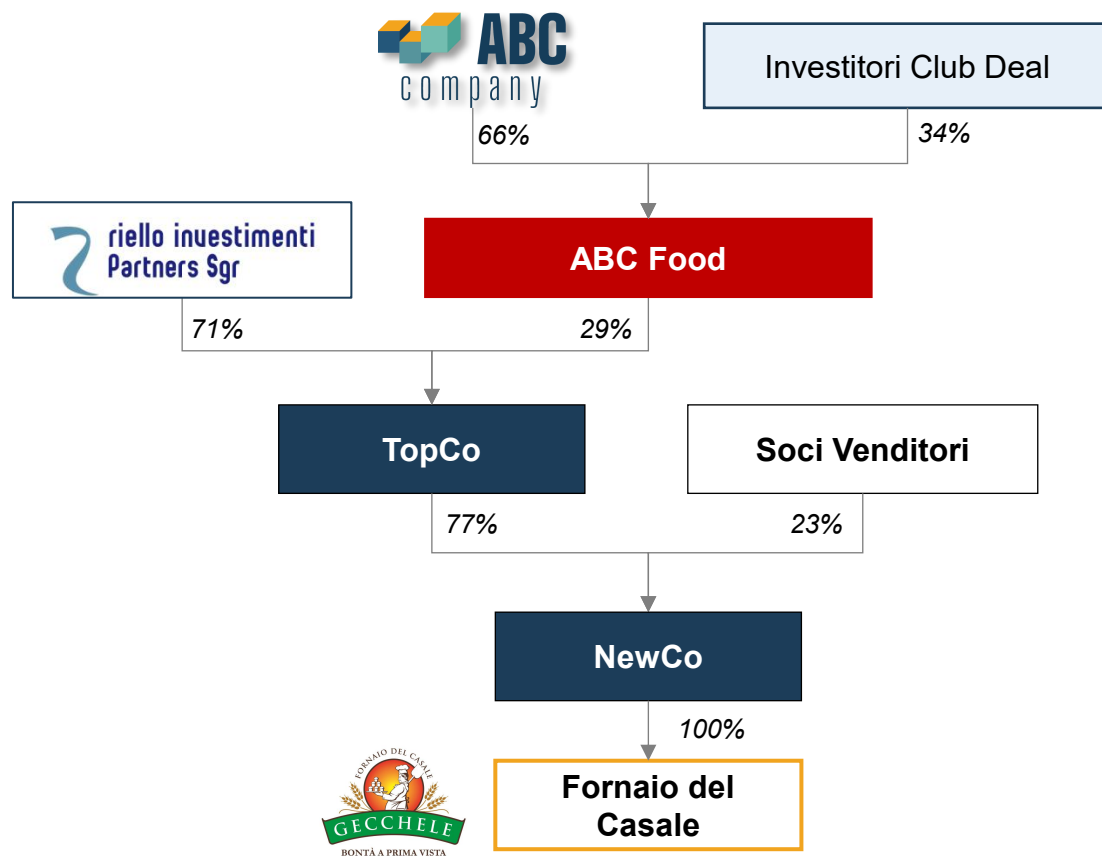 ABC
company
Investitori Club Deal
66%
34%
riello investimenti
Partners Sgr
ABC Food
71%
29%
TopCo
Soci Venditori
77%
23%
NewCo
100%
FORNAIO DEL CASALE
GECCHELE
BONTÀ A PRIMA VISTA
Fornaio del
Casale